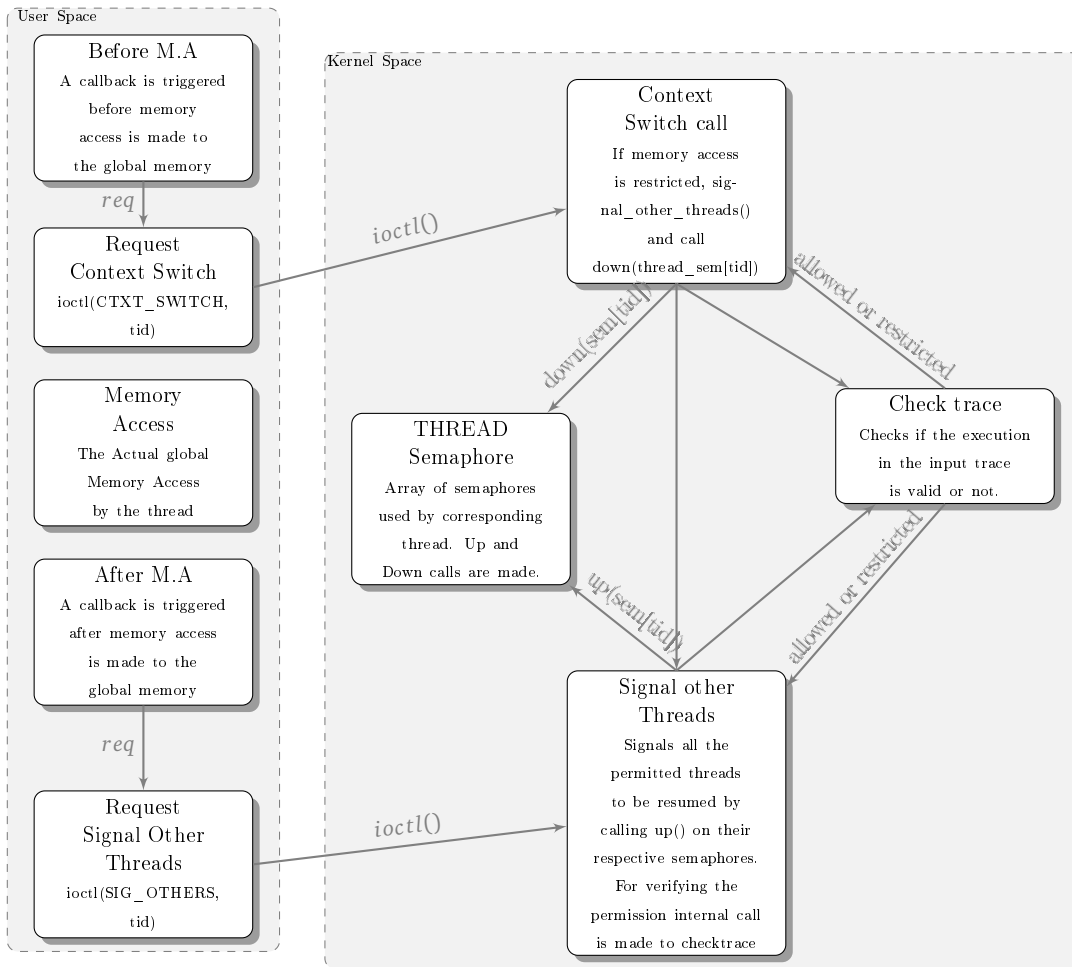 User Space
Before M.A
A callback is triggered
before memory
access is made to
the global memory
req
Request
Context Switch
ioctl(CTXT_SWITCH,
tid)
Memory
Access
The Actual global
Memory Access
by the thread
After M.A
A callback is triggered
after memory access
is made to the
global memory
req
Request
Signal Other
Threads
ioctl(SIG_OTHERS,
tid)
ioctl()
ioctl()
Kernel Space
Context
Switch call
If memory access
is restricted, sig-
nal_other_threads()
and call
down(thread_sem[tid])
down(sem[tid])
allowed or restricted
THREAD
Semaphore
Array of semaphores
used by corresponding
thread. Up and
Down calls are made.
Check trace
Checks if the execution
in the input trace
is valid or not.
up(sem[tid])
allowed or restricted
Signal other
Threads
Signals all the
permitted threads
to be resumed by
calling up() on their
respective semaphores.
For verifying the
permission internal call
is made to checktrace